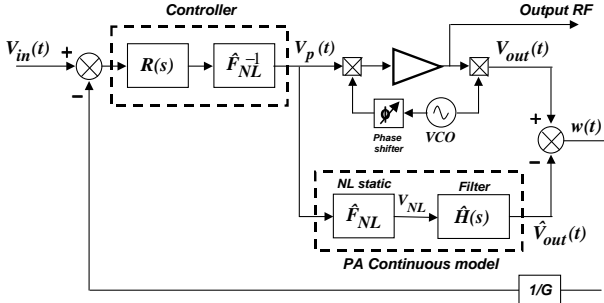 Controller
Output RF
V_in(t)
+
−
R(s)
F̂_NL^-1
V_p(t)
V_out(t)
ϕ
Phase
shifter
VCO
+
−
w(t)
NL static
V_NL
Filter
F̂_NL
Ĥ(s)
V̂_out(t)
PA Continuous model
1/G